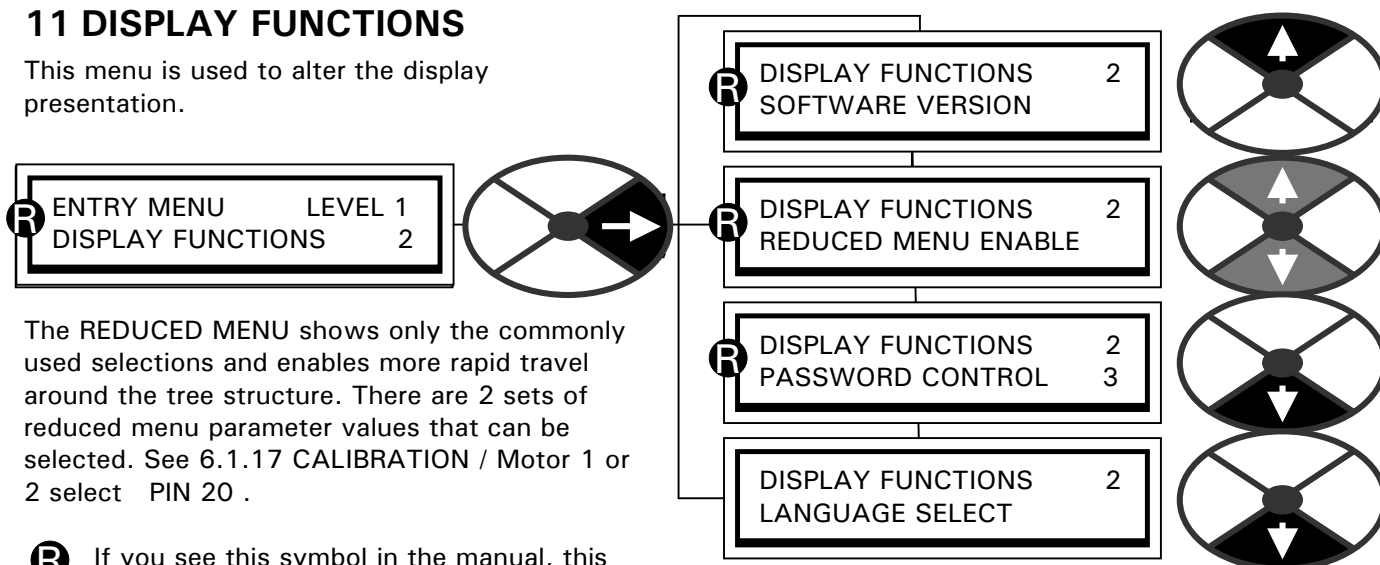 11 DISPLAY FUNCTIONS
This menu is used to alter the display
presentation.
R
ENTRY MENU LEVEL 1
DISPLAY FUNCTIONS 2
The REDUCED MENU shows only the commonly
used selections and enables more rapid travel
around the tree structure. There are 2 sets of
reduced menu parameter values that can be
selected. See 6.1.17 CALIBRATION / Motor 1 or
2 select PIN 20 .
R If you see this symbol in the manual, this
R
DISPLAY FUNCTIONS 2
SOFTWARE VERSION
R
DISPLAY FUNCTIONS 2
REDUCED MENU ENABLE
R
DISPLAY FUNCTIONS 2
PASSWORD CONTROL 3
DISPLAY FUNCTIONS 2
LANGUAGE SELECT